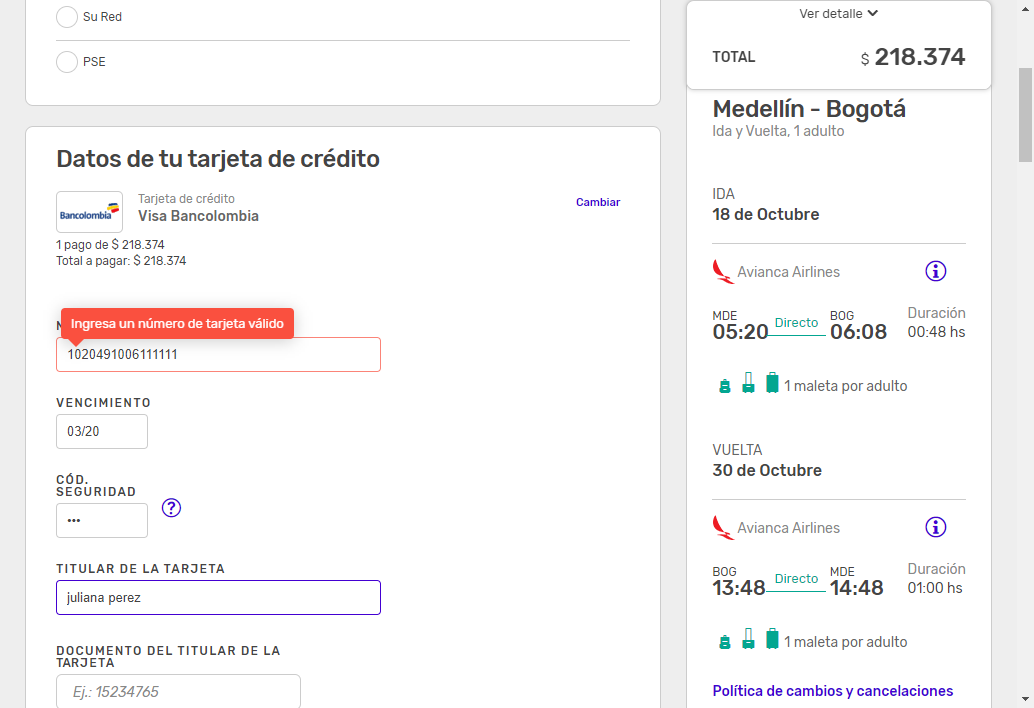 Su Red
PSE
Datos de tu tarjeta de crédito
Bancolombia
Tarjeta de crédito
Visa Bancolombia
Cambiar
1 pago de $ 218.374
Total a pagar: $ 218.374
N
Ingresa un número de tarjeta válido
1020491006111111
VENCIMIENTO
03/20
CÓD.
SEGURIDAD
•••
?
TITULAR DE LA TARJETA
juliana perez
DOCUMENTO DEL TITULAR DE LA
TARJETA
Ej.: 15234765
Ver detalle
TOTAL $ 218.374
Medellín - Bogotá
Ida y Vuelta, 1 adulto
IDA
18 de Octubre
Avianca Airlines
MDE Directo BOG Duración
05:20 06:08 00:48 hs
1 maleta por adulto
VUELTA
30 de Octubre
Avianca Airlines
BOG Directo MDE Duración
13:48 14:48 01:00 hs
1 maleta por adulto
Política de cambios y cancelaciones